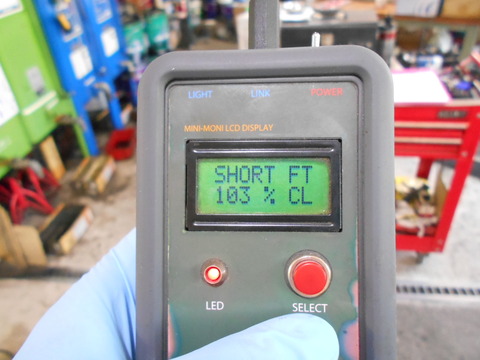 LIGHT LINK POWER
MINI-MONI LCD DISPLAY
SHORT FT
103 % CL
LED
SELECT